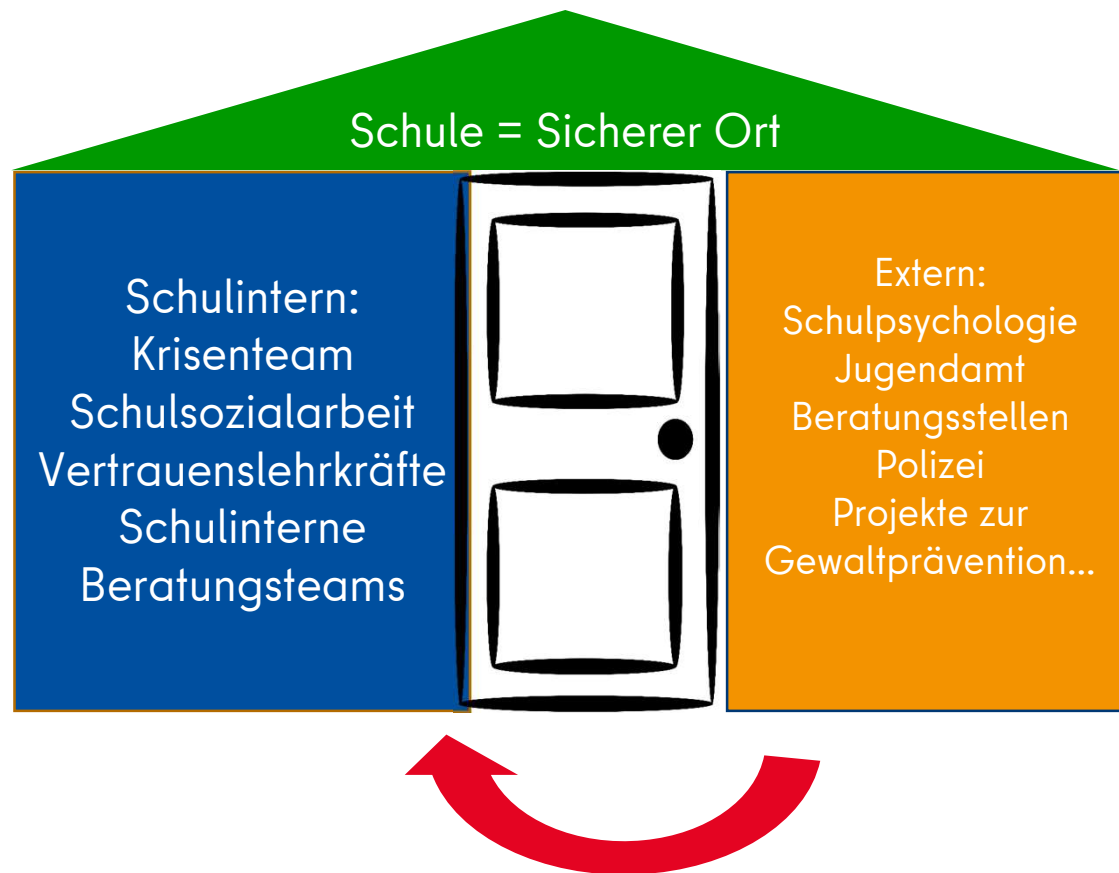 Schule = Sicherer Ort
Schulintern:
Krisenteam
Schulsozialarbeit
Vertrauenslehrkräfte
Schulinterne
Beratungsteams
Extern:
Schulpsychologie
Jugendamt
Beratungsstellen
Polizei
Projekte zur
Gewaltprävention...